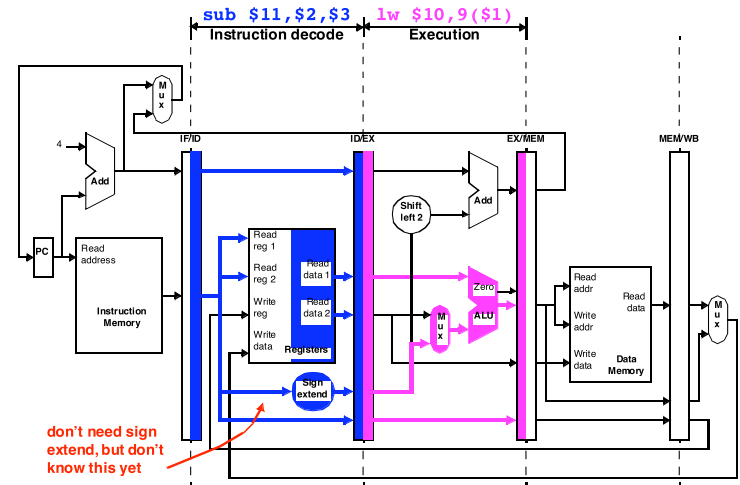 sub $11,$2,$3
lw $10,9($1)
Instruction decode
Execution
M
u
x
IF/ID
ID/EX
EX/MEM
MEM/WB
4
Add
Add
Shift
left 2
PC
Read
address
Instruction
Memory
Read
reg 1
Read
reg 2
Write
reg
Write
data
Read
data 1
Read
data 2
Registers
Sign
extend
M
u
x
Zero
ALU
Read
addr
Write
addr
Write
data
Read
data
Data
Memory
M
u
x
don't need sign
extend, but don't
know this yet